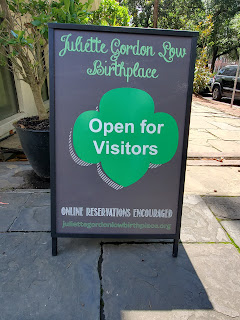 Juliette Gordon Low
Birthplace
Open for
Visitors
ONLINE RESERVATIONS ENCOURAGED
juliettegordonlowbirthplace.org